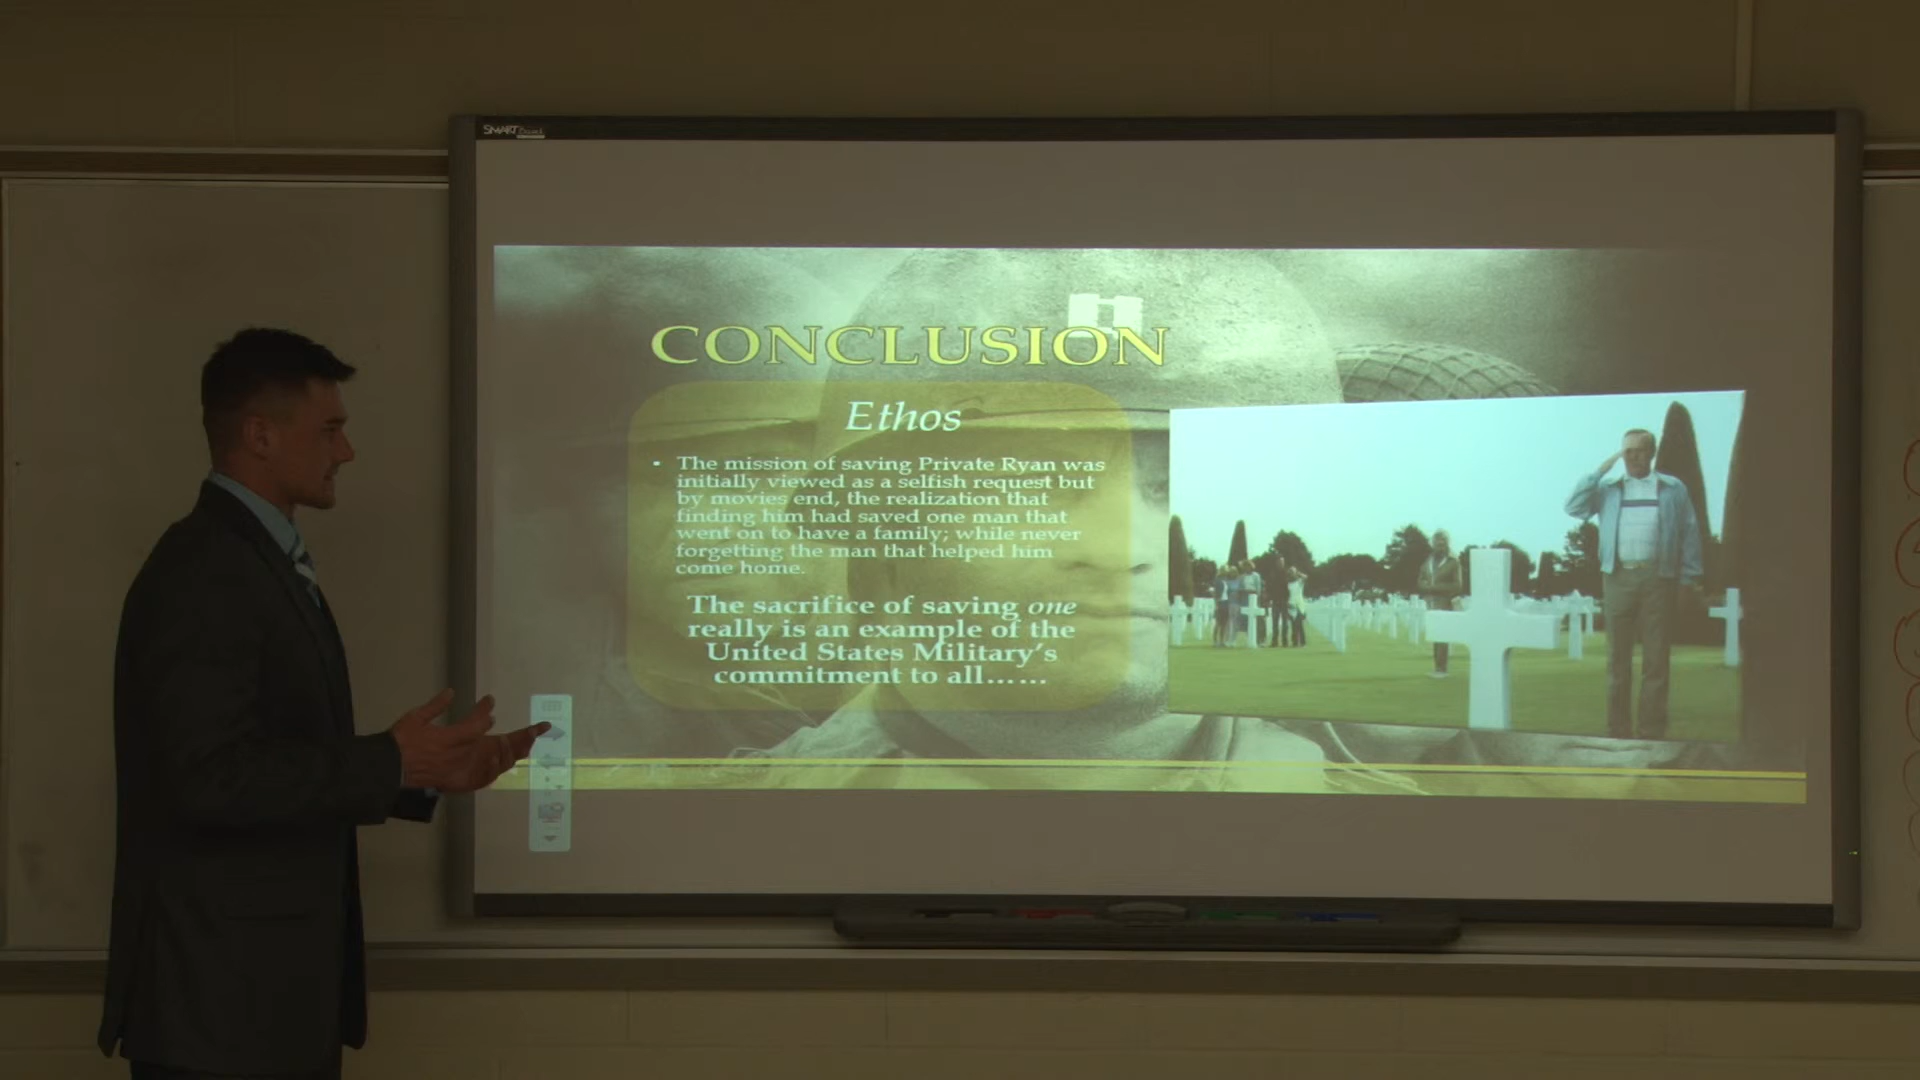 SMART Board
CONCLUSION
Ethos
• The mission of saving Private Ryan was
initially viewed as a selfish request but
by movies end, the realization that
finding him had saved one man that
went on to have a family; while never
forgetting the man that helped him
come home.
The sacrifice of saving one
really is an example of the
United States Military's
commitment to all……